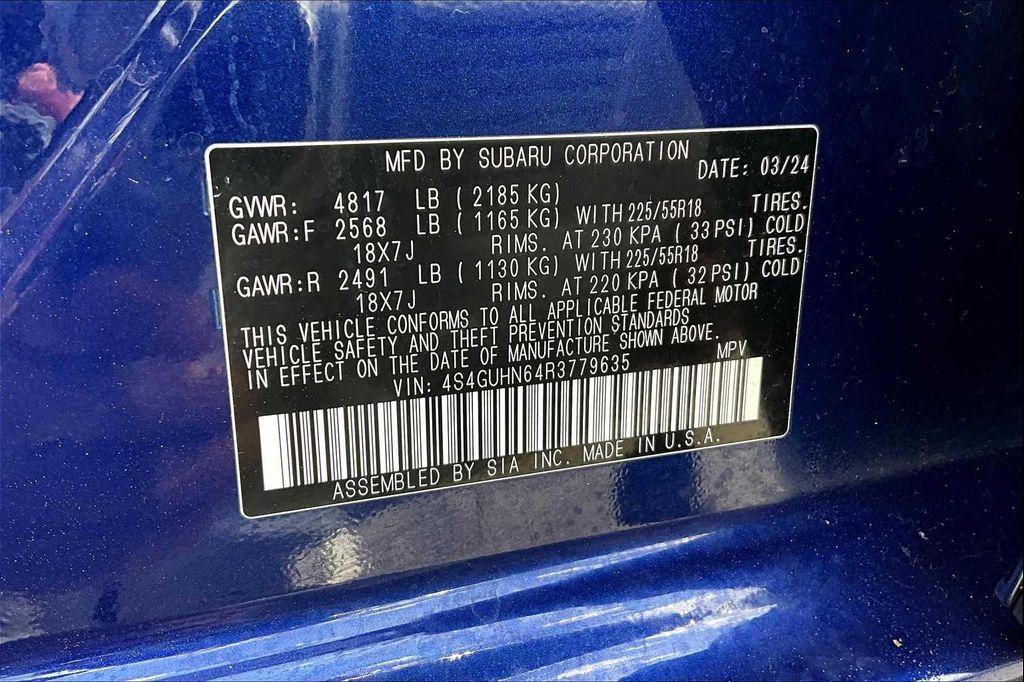 MFD BY SUBARU CORPORATION DATE: 03/24
GVWR: 4817 LB (2185 KG)
GAWR:F 2568 LB (1165 KG) WITH 225/55R18 TIRES.
18X7J RIMS. AT 230 KPA (33 PSI) COLD
GAWR:R 2491 LB (1130 KG) WITH 225/55R18 TIRES.
18X7J RIMS. AT 220 KPA (32 PSI) COLD
THIS VEHICLE CONFORMS TO ALL APPLICABLE FEDERAL MOTOR
VEHICLE SAFETY AND THEFT PREVENTION STANDARDS
IN EFFECT ON THE DATE OF MANUFACTURE SHOWN ABOVE.
VIN: 4S4GUHN64R3779635 MPV
ASSEMBLED BY SIA INC. MADE IN U.S.A.